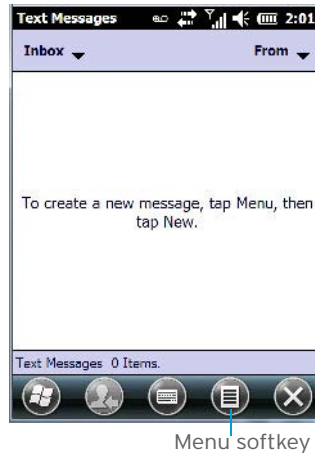 Text Messages 2:01
Inbox From
To create a new message, tap Menu, then
tap New.
Text Messages 0 Items.
Menu softkey